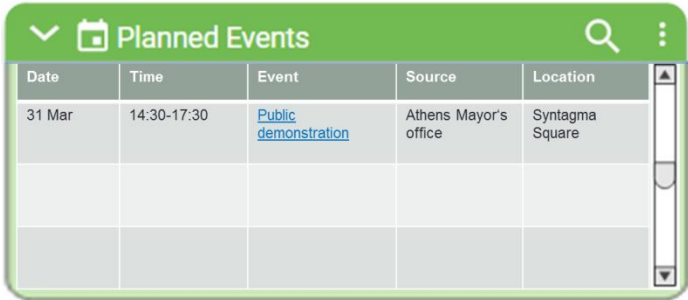 Planned Events
Date Time Event Source Location
31 Mar 14:30-17:30 Public Athens Mayor's Syntagma
demonstration office Square